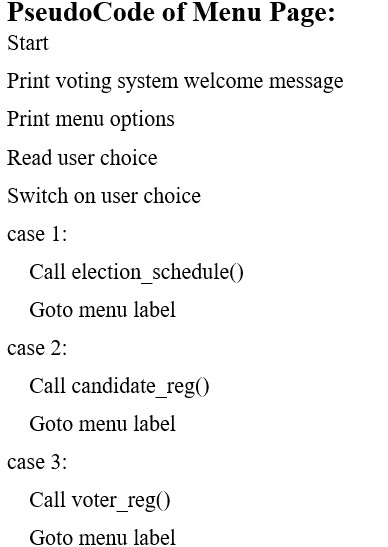 PseudoCode of Menu Page:
Start
Print voting system welcome message
Print menu options
Read user choice
Switch on user choice
case 1:
Call election_schedule()
Goto menu label
case 2:
Call candidate_reg()
Goto menu label
case 3:
Call voter_reg()
Goto menu label